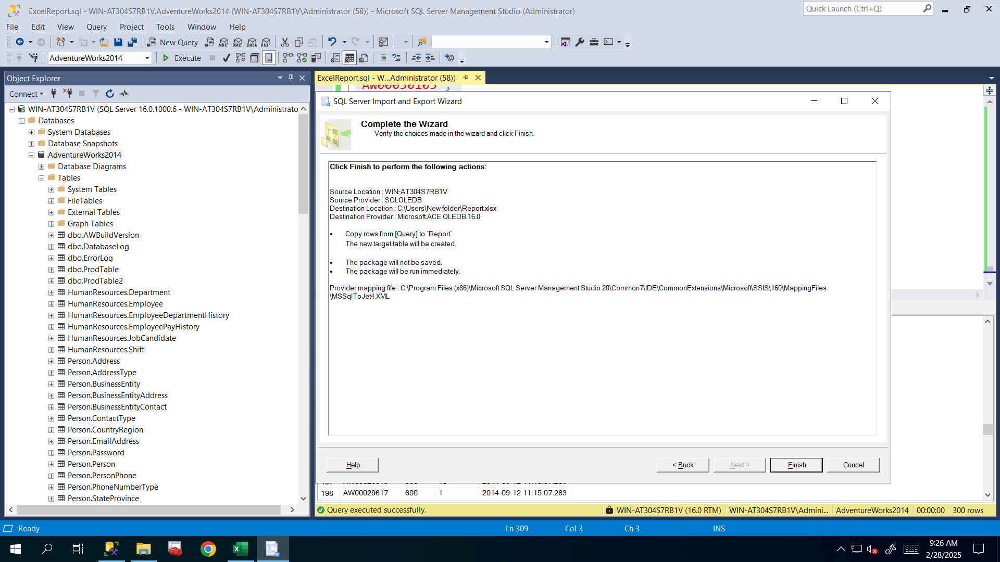 ExcelReport.sql - WIN-AT304S7RB1V.AdventureWorks2014 (WIN-AT304S7RB1V\Administrator (58)) - Microsoft SQL Server Management Studio (Administrator)
Quick Launch (Ctrl+Q)
File Edit View Query Project Tools Window Help
New Query MDX DMX XMLA DAX
AdventureWorks2014 Execute
Object Explorer
ExcelReport.sql - W...Administrator (58))
Connect
WIN-AT304S7RB1V (SQL Server 16.0.1000.6 - WIN-AT304S7RB1V\Administrato
Databases
System Databases
Database Snapshots
AdventureWorks2014
Database Diagrams
Tables
System Tables
FileTables
External Tables
Graph Tables
dbo.AWBuildVersion
dbo.DatabaseLog
dbo.ErrorLog
dbo.ProdTable
dbo.ProdTable2
HumanResources.Department
HumanResources.Employee
HumanResources.EmployeeDepartmentHistory
HumanResources.EmployeePayHistory
HumanResources.JobCandidate
HumanResources.Shift
Person.Address
Person.AddressType
Person.BusinessEntity
Person.BusinessEntityAddress
Person.BusinessEntityContact
Person.ContactType
Person.CountryRegion
Person.EmailAddress
Person.Password
Person.Person
Person.PersonPhone
Person.PhoneNumberType
Person.StateProvince
SQL Server Import and Export Wizard
Complete the Wizard
Verify the choices made in the wizard and click Finish.
Click Finish to perform the following actions:
Source Location : WIN-AT304S7RB1V
Source Provider : SQLOLEDB
Destination Location : C:\Users\New folder\Report.xlsx
Destination Provider : Microsoft.ACE.OLEDB.16.0
• Copy rows from [Query] to `Report`
The new target table will be created.
• The package will not be saved.
• The package will be run immediately.
Provider mapping file : C:\Program Files (x86)\Microsoft SQL Server Management Studio 20\Common7\IDE\CommonExtensions\Microsoft\SSIS\160\MappingFiles
\MSSqlToJet4.XML
Help < Back Next > Finish Cancel
198 AW00029617 600 1 2014-09-12 11:15:07.263
Query executed successfully. WIN-AT304S7RB1V (16.0 RTM) WIN-AT304S7RB1V\Admini... AdventureWorks2014 00:00:00 300 rows
Ready Ln 309 Col 3 Ch 3 INS
9:26 AM
2/28/2025